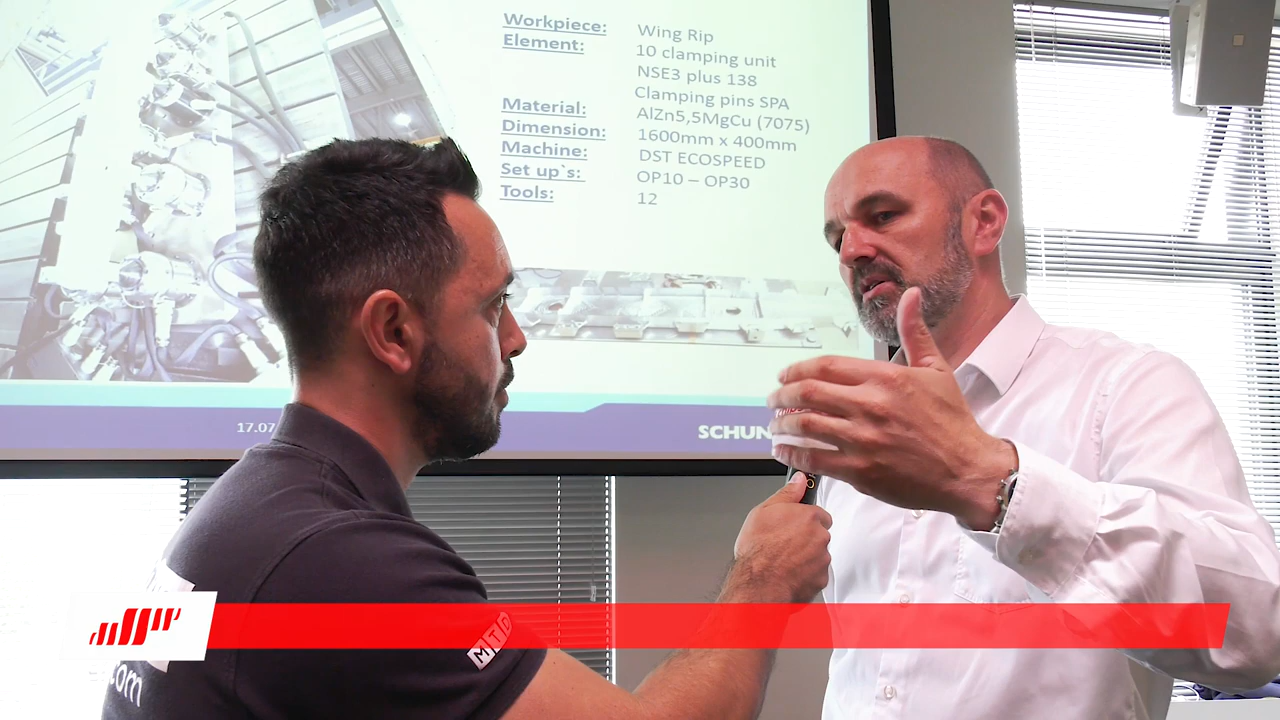 Workpiece: Wing Rip
Element: 10 clamping unit
NSE3 plus 138
Clamping pins SPA
Material: AlZn5,5MgCu (7075)
Dimension: 1600mm x 400mm
Machine: DST ECOSPEED
Set up`s: OP10 – OP30
Tools: 12
17.07
SCHUN
MTD
.com